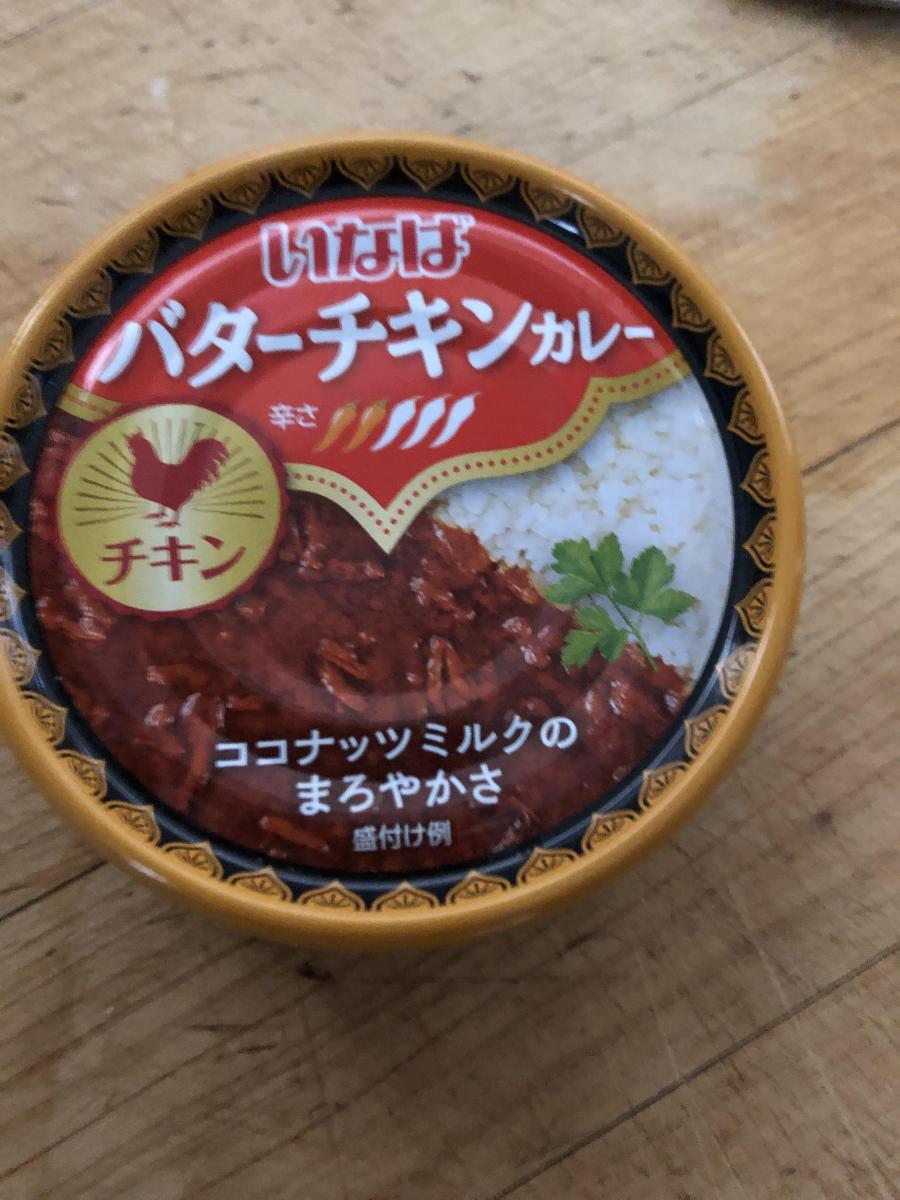 いなば
バターチキンカレー
辛さ
チキン
ココナッツミルクの
まろやかさ
盛付け例